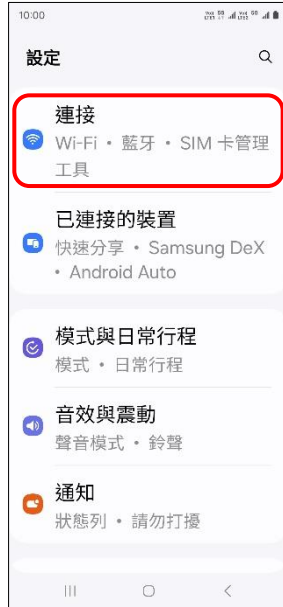 10:00
設定
連接
Wi-Fi • 藍牙 • SIM 卡管理
工具
已連接的裝置
快速分享 • Samsung DeX
• Android Auto
模式與日常行程
模式 • 日常行程
音效與震動
聲音模式 • 鈴聲
通知
狀態列 • 請勿打擾